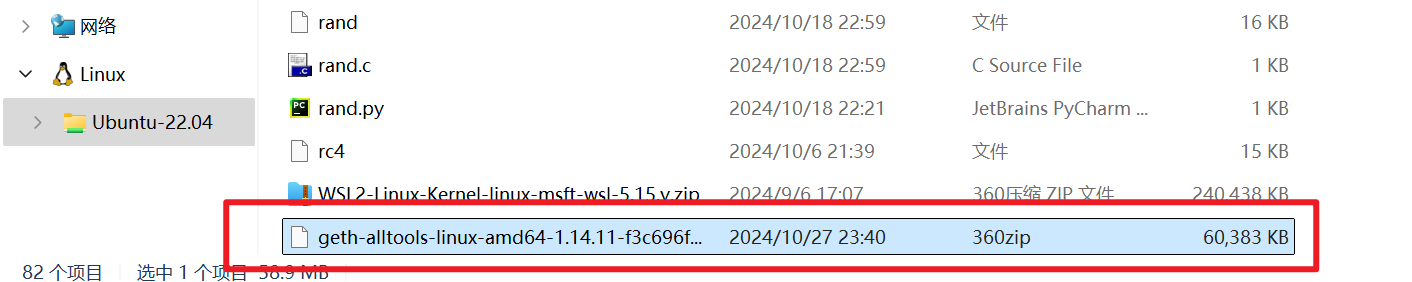 网络
Linux
Ubuntu-22.04
rand 2024/10/18 22:59 文件 16 KB
rand.c 2024/10/18 22:59 C Source File 1 KB
rand.py 2024/10/18 22:21 JetBrains PyCharm ... 1 KB
rc4 2024/10/6 21:39 文件 15 KB
WSL2-Linux-Kernel-linux-msft-wsl-5.15.y.zip 2024/9/6 17:07 360压缩 ZIP 文件 240,438 KB
geth-alltools-linux-amd64-1.14.11-f3c696f... 2024/10/27 23:40 360zip 60,383 KB
82 个项目 选中 1 个项目 58.9 MB